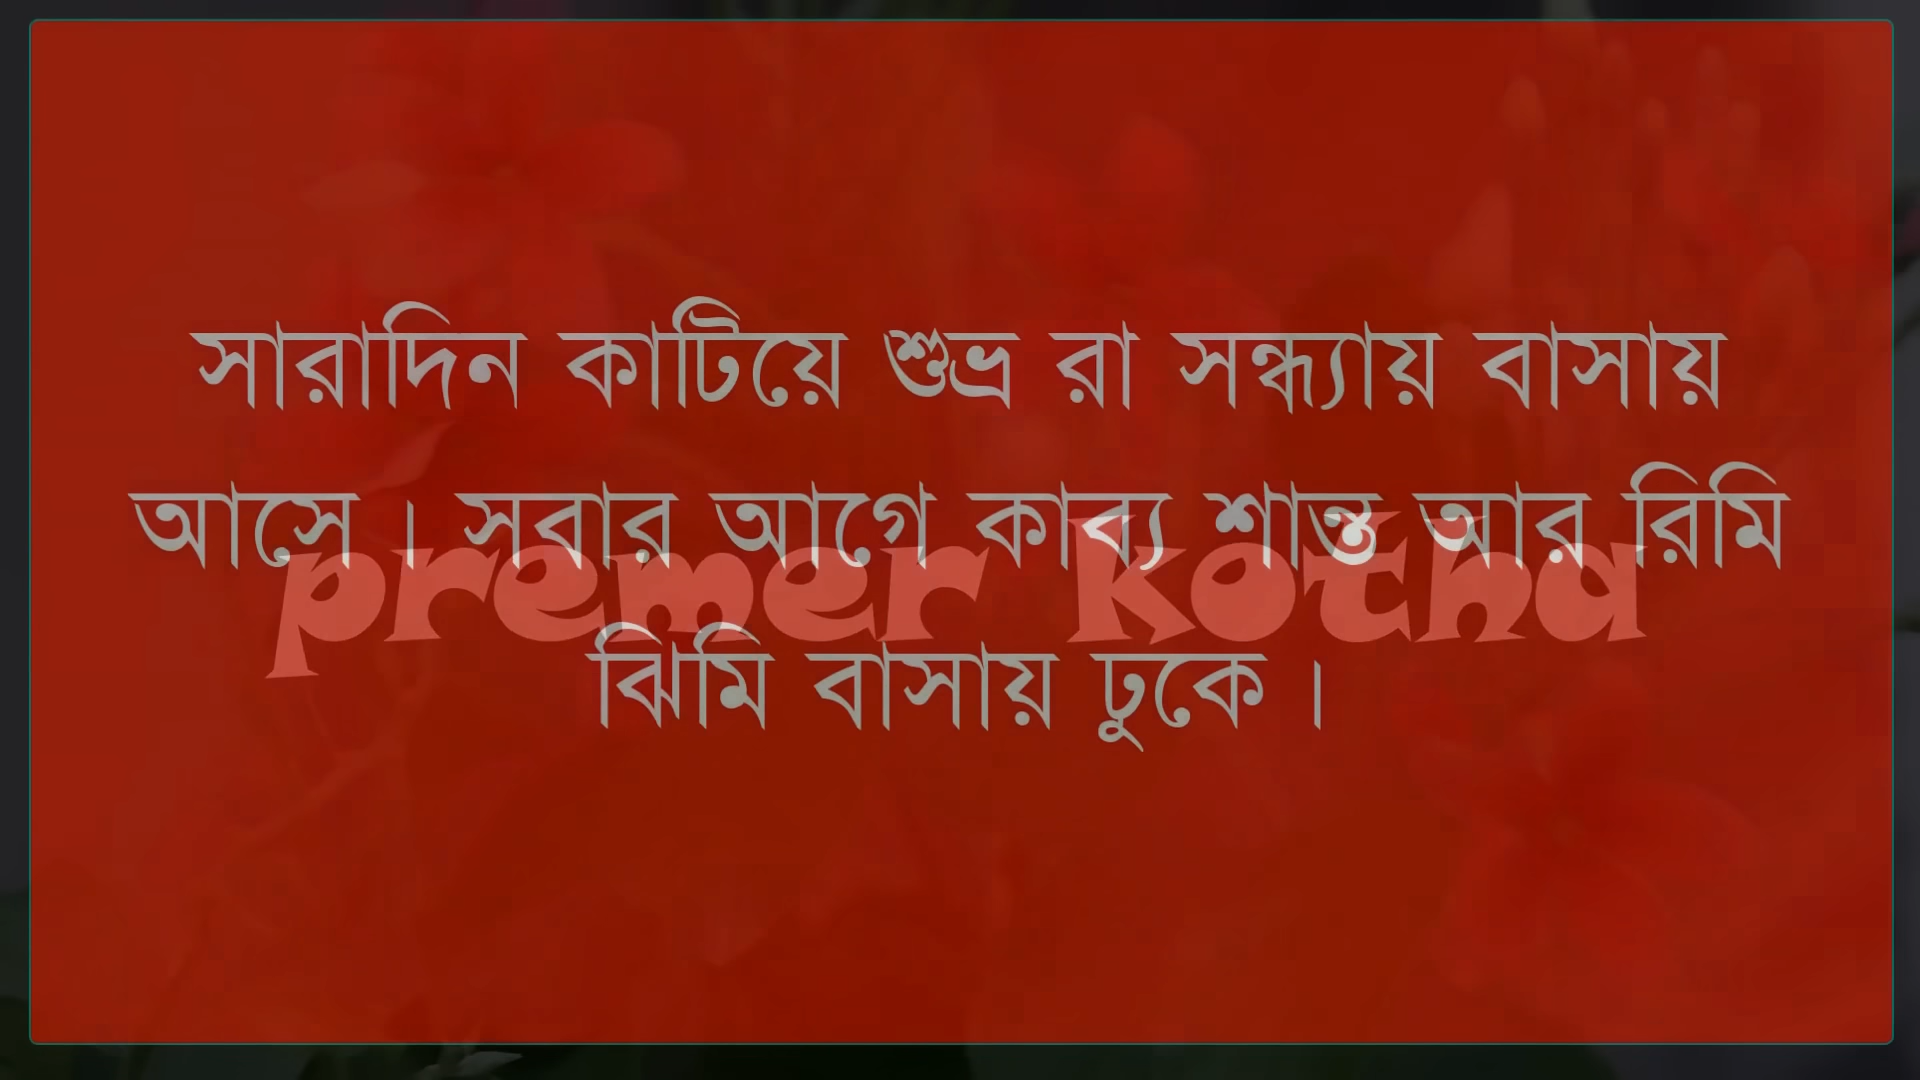 সারাদিন কাটিয়ে শুভ্র রা সন্ধ্যায় বাসায়
আসে । সবার আগে কাব্য শান্ত আর রিমি
premer kotha
ঝিমি বাসায় ঢুকে ।